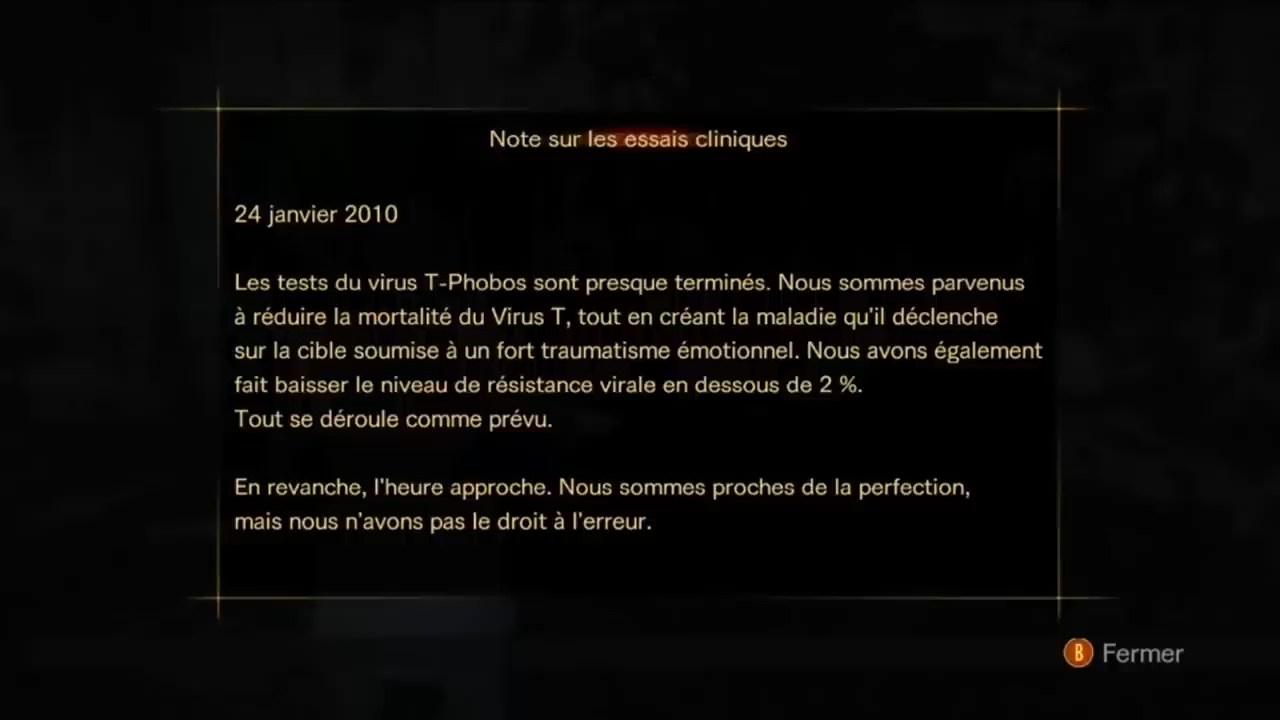 Note sur les essais cliniques
24 janvier 2010
Les tests du virus T-Phobos sont presque terminés. Nous sommes parvenus
à réduire la mortalité du Virus T, tout en créant la maladie qu'il déclenche
sur la cible soumise à un fort traumatisme émotionnel. Nous avons également
fait baisser le niveau de résistance virale en dessous de 2 %.
Tout se déroule comme prévu.
En revanche, l'heure approche. Nous sommes proches de la perfection,
mais nous n'avons pas le droit à l'erreur.
B Fermer